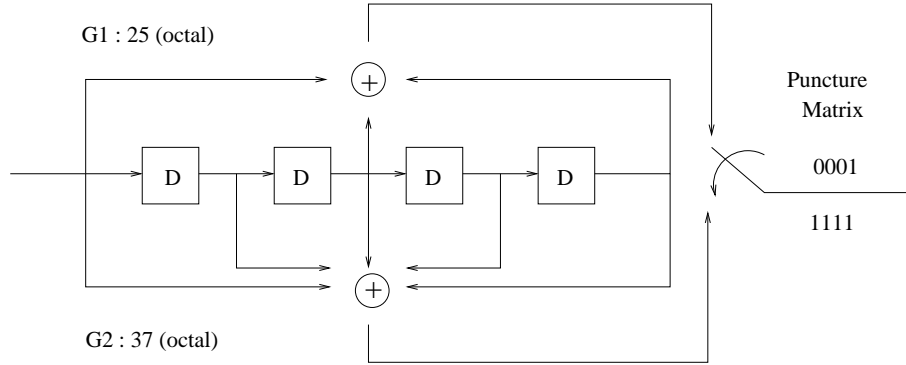 G1 : 25 (octal)
+
Puncture
Matrix
D
D
D
D
0001
1111
+
G2 : 37 (octal)